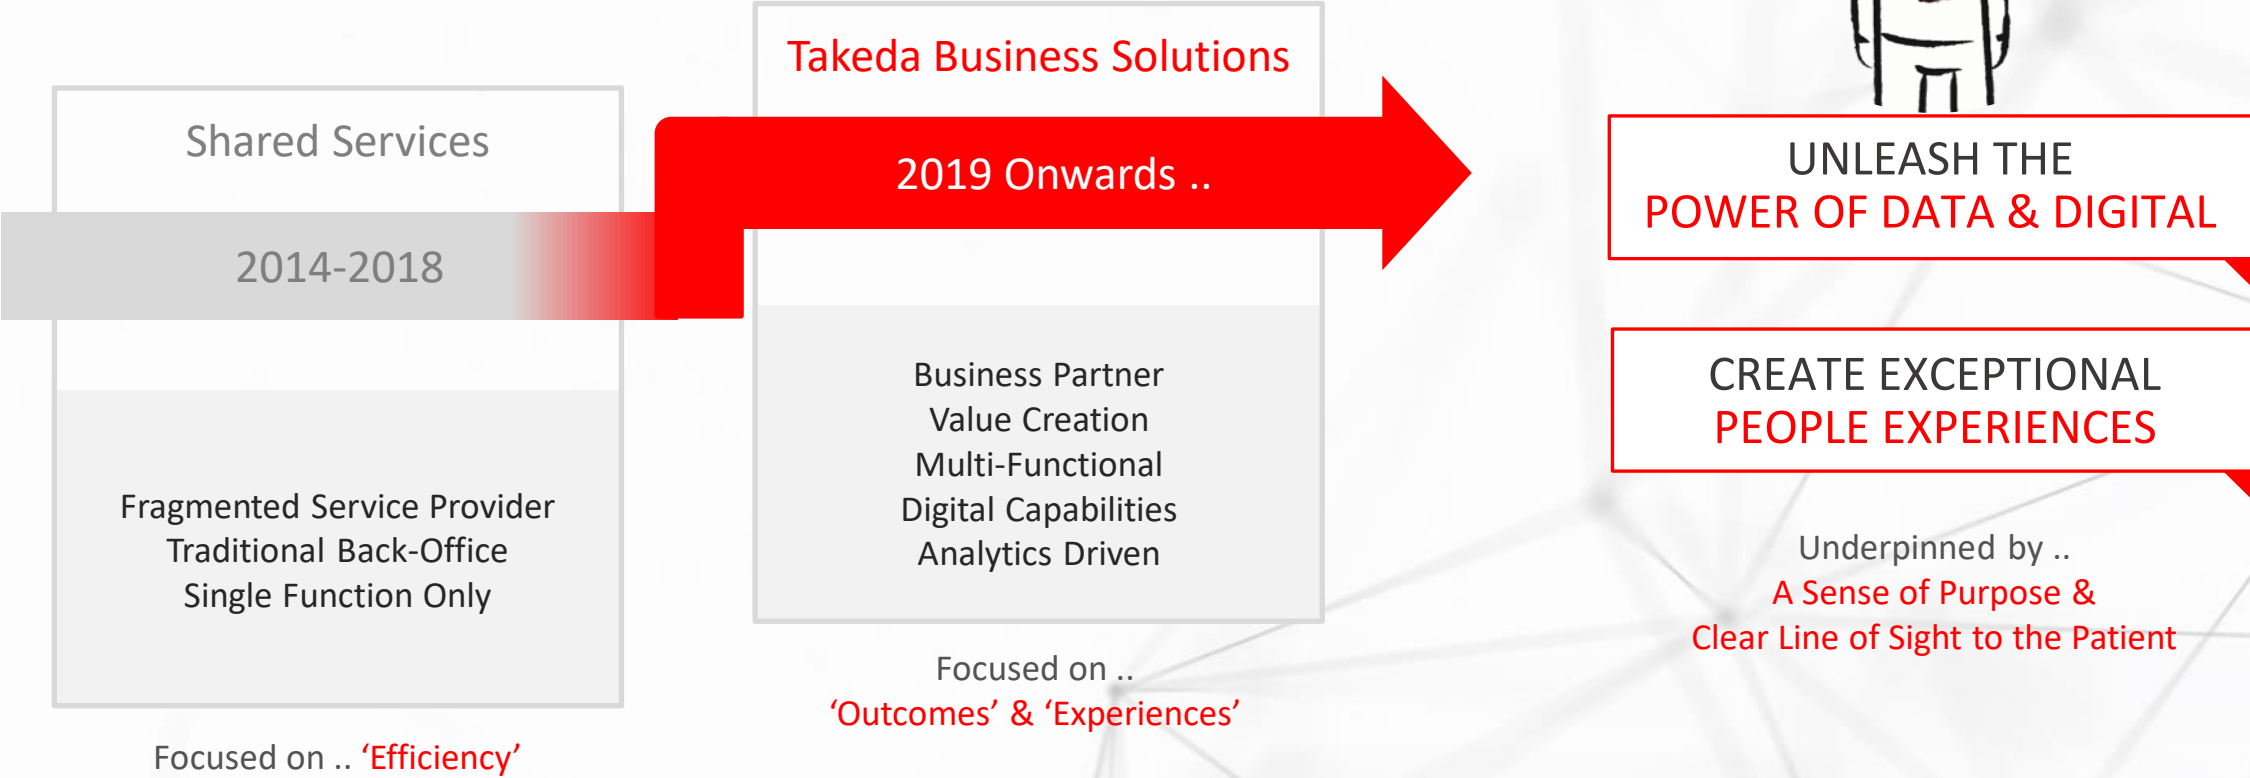 Shared Services
2014-2018
Fragmented Service Provider
Traditional Back-Office
Single Function Only
Focused on .. ‘Efficiency’
Takeda Business Solutions
2019 Onwards ..
Business Partner
Value Creation
Multi-Functional
Digital Capabilities
Analytics Driven
Focused on ..
‘Outcomes’ & ‘Experiences’
UNLEASH THE
POWER OF DATA & DIGITAL
CREATE EXCEPTIONAL
PEOPLE EXPERIENCES
Underpinned by ..
A Sense of Purpose &
Clear Line of Sight to the Patient